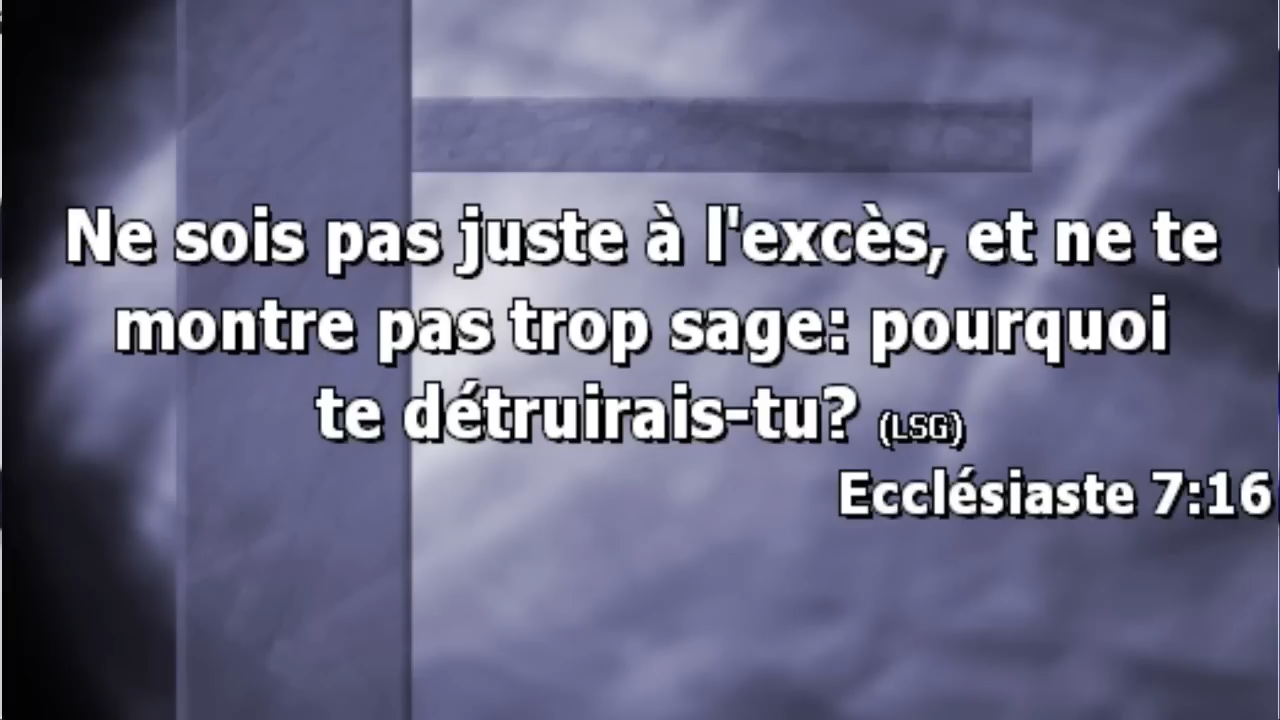 Ne sois pas juste à l'excès, et ne te
montre pas trop sage: pourquoi
te détruirais-tu? (LSG)
Ecclésiaste 7:16